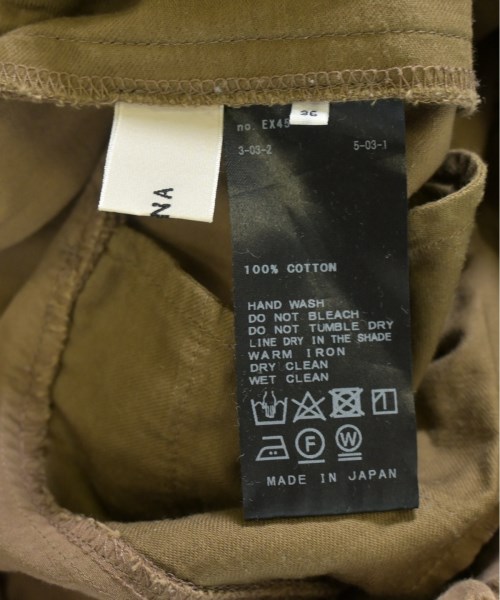 NA
36
no. EX45
3-03-2 5-03-1
100% COTTON
HAND WASH
DO NOT BLEACH
DO NOT TUMBLE DRY
LINE DRY IN THE SHADE
WARM IRON
DRY CLEAN
WET CLEAN
F W
MADE IN JAPAN